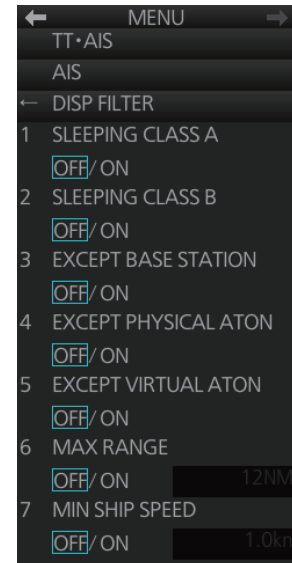 ← MENU →
TT•AIS
AIS
← DISP FILTER
1 SLEEPING CLASS A
OFF/ ON
2 SLEEPING CLASS B
OFF/ ON
3 EXCEPT BASE STATION
OFF/ ON
4 EXCEPT PHYSICAL ATON
OFF/ ON
5 EXCEPT VIRTUAL ATON
OFF/ ON
6 MAX RANGE
OFF/ ON 12NM
7 MIN SHIP SPEED
OFF/ ON 1.0kn